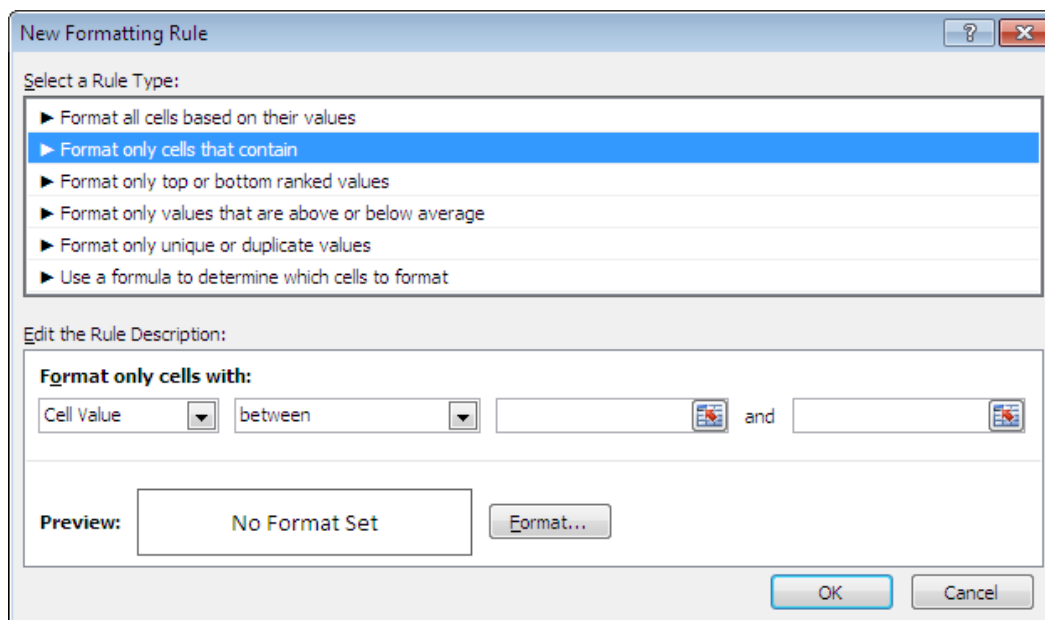 New Formatting Rule
Select a Rule Type:
► Format all cells based on their values
► Format only cells that contain
► Format only top or bottom ranked values
► Format only values that are above or below average
► Format only unique or duplicate values
► Use a formula to determine which cells to format
Edit the Rule Description:
Format only cells with:
Cell Value between and
Preview: No Format Set Format...
OK Cancel